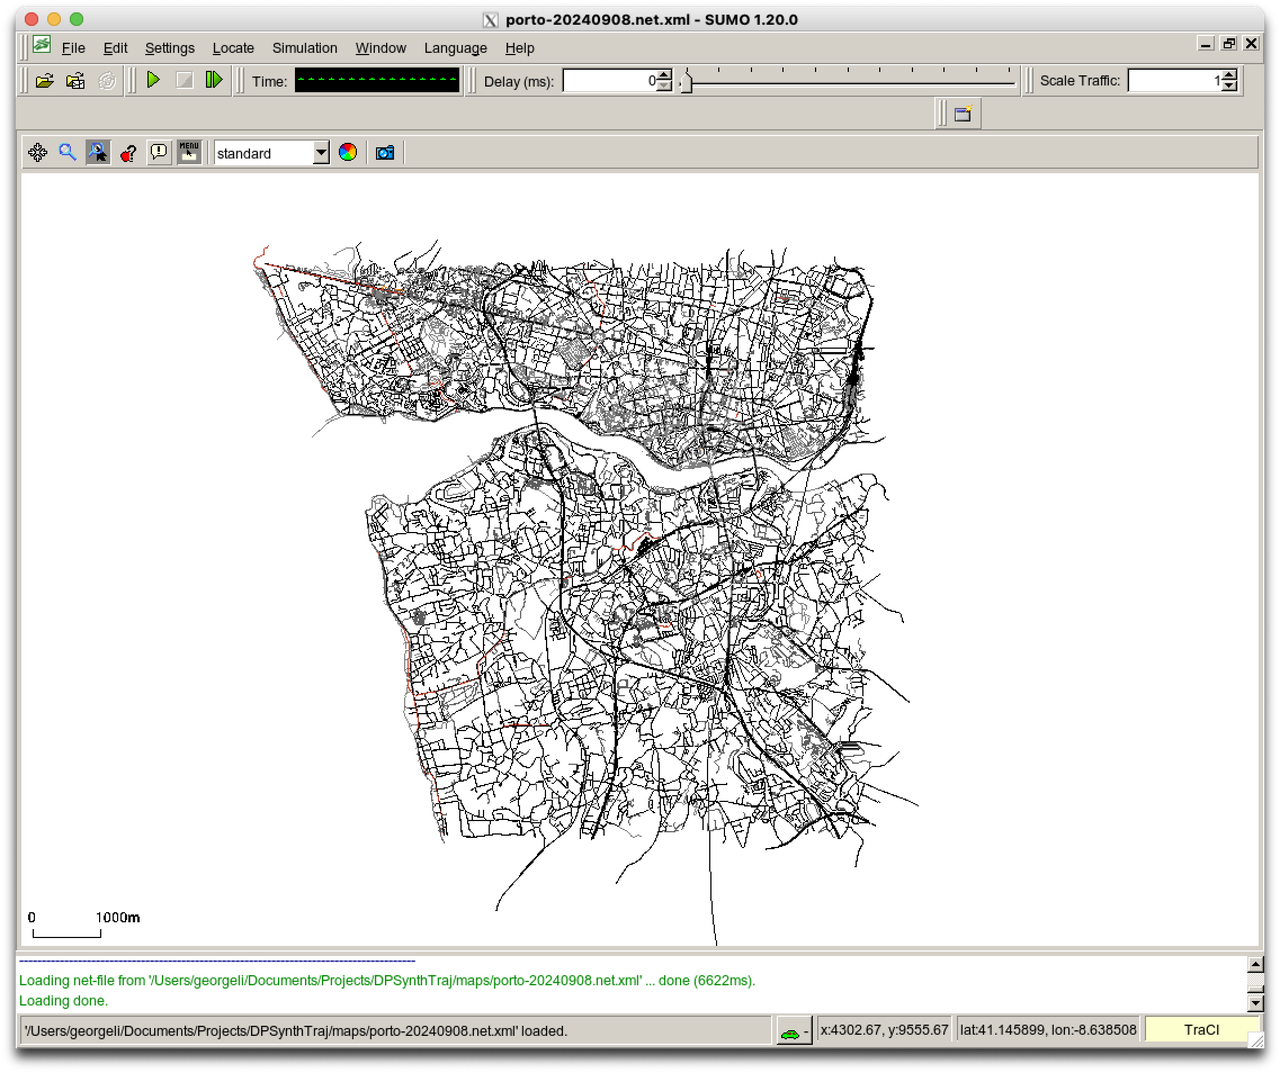 porto-20240908.net.xml - SUMO 1.20.0
File Edit Settings Locate Simulation Window Language Help
Time: Delay (ms): 0 Scale Traffic: 1
MENU standard
0 1000m
Loading net-file from '/Users/georgeli/Documents/Projects/DPSynthTraj/maps/porto-20240908.net.xml' ... done (6622ms).
Loading done.
'/Users/georgeli/Documents/Projects/DPSynthTraj/maps/porto-20240908.net.xml' loaded. - x:4302.67, y:9555.67 lat:41.145899, lon:-8.638508 TraCI